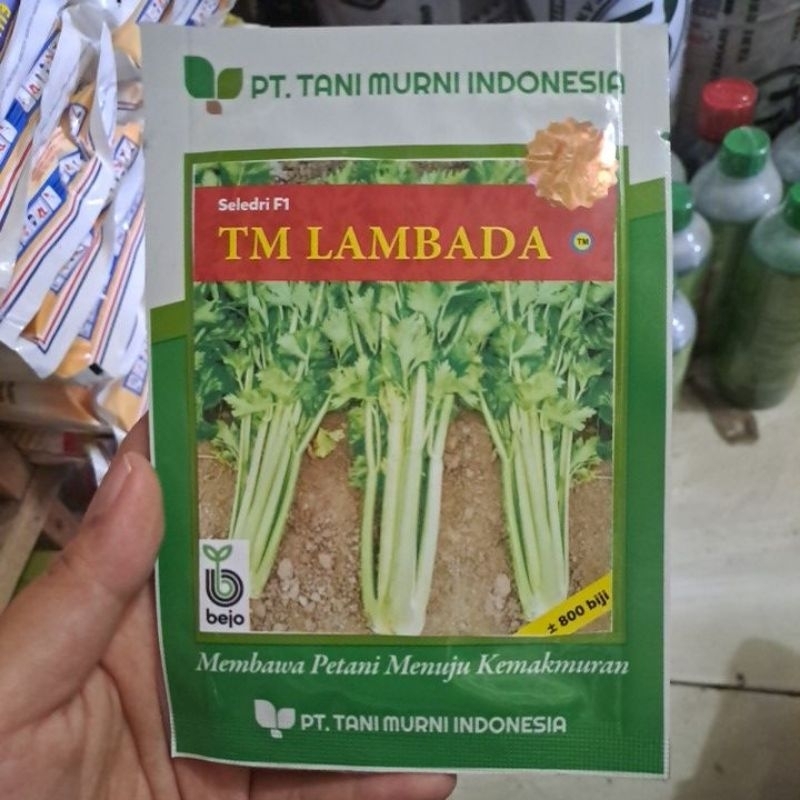 PT. TANI MURNI INDONESIA
Seledri F1
TM LAMBADA
TM
bejo
± 800 biji
Membawa Petani Menuju Kemakmuran
PT. TANI MURNI INDONESIA